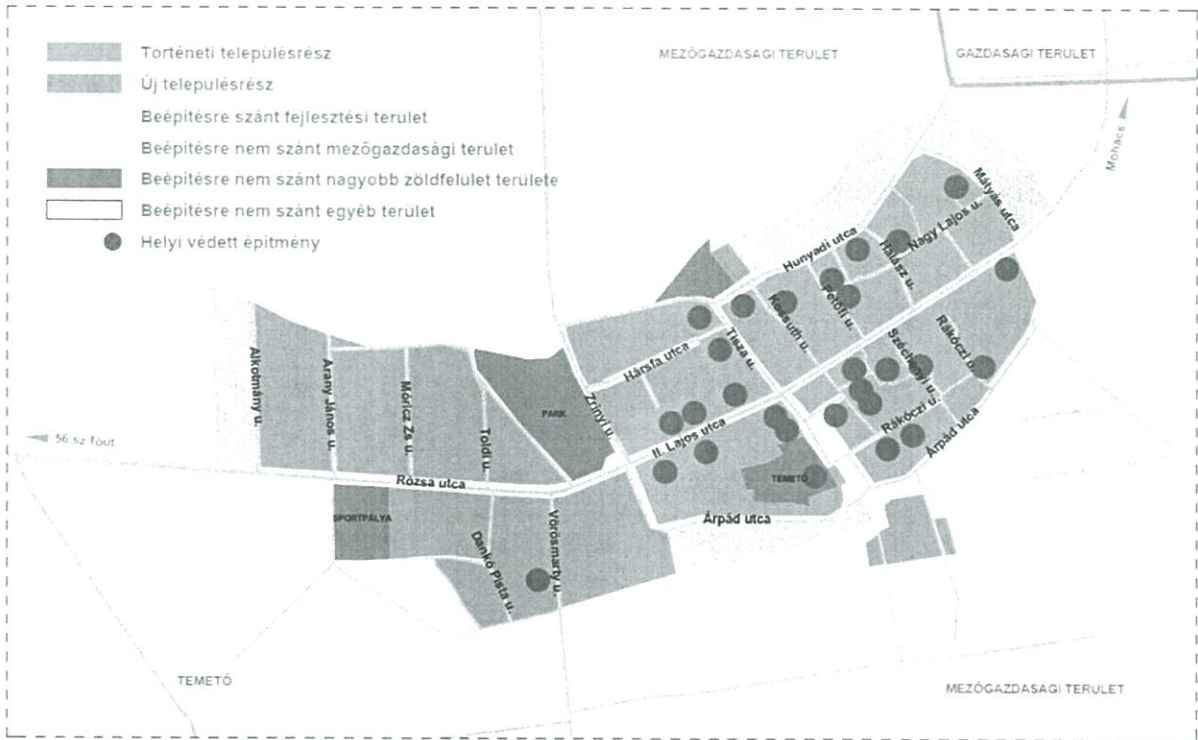 Történeti településrész
Új településrész
Beépítésre szánt fejlesztési terület
Beépítésre nem szánt mezőgazdasági terület
Beépítésre nem szánt nagyobb zöldfelület területe
Beépítésre nem szánt egyéb terület
Helyi védett építmény
MEZŐGAZDASÁGI TERÜLET
GAZDASÁGI TERÜLET
Mohács
Mátyás utca
Nagy Lajos u.
Halász u.
Hunyadi utca
Petőfi u.
Kossuth u.
Tisza u.
Hársfa utca
Széchenyi u.
Rákóczi u.
Rákóczi u.
Árpád utca
II. Lajos utca
Zrínyi u.
PARK
Alkotmány u.
Arany János u.
Móricz Zs u.
Toldi u.
56.sz főút
Rózsa utca
TEMETŐ
SPORTPÁLYA
Árpád utca
Vörösmarty u.
Dankó Pista u.
TEMETŐ
MEZŐGAZDASÁGI TERÜLET